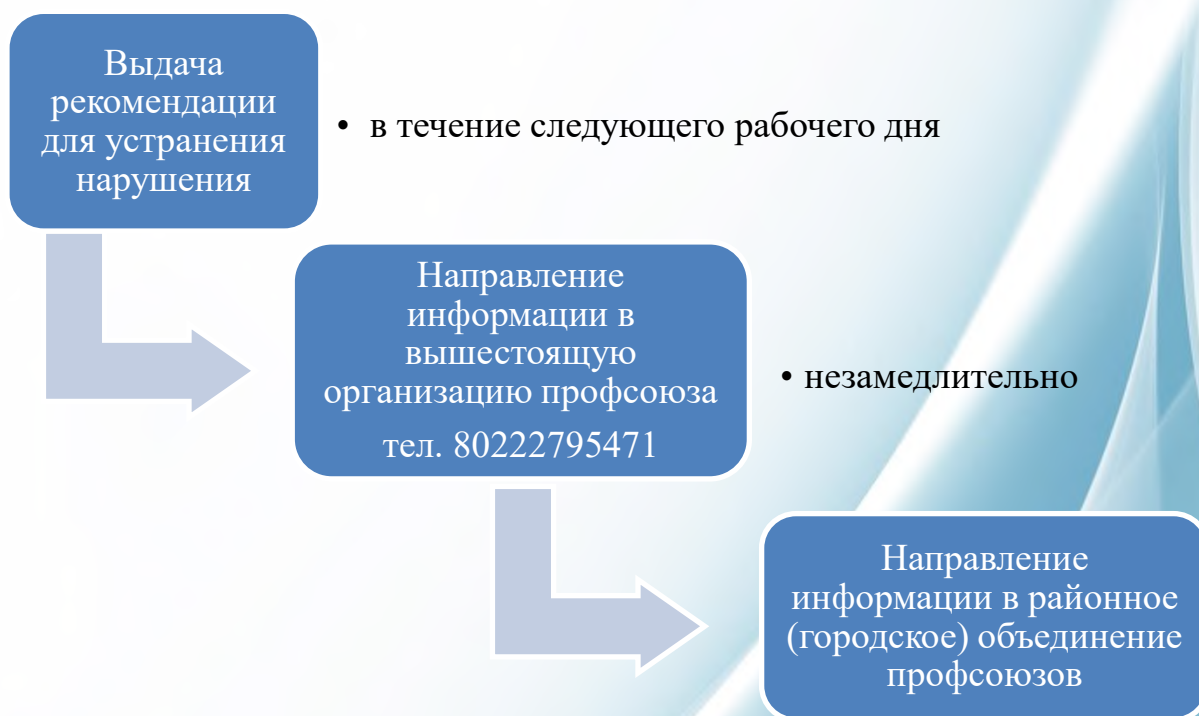 Выдача
рекомендации
для устранения
нарушения
• в течение следующего рабочего дня
Направление
информации в
вышестоящую
организацию профсоюза
тел. 80222795471
• незамедлительно
Направление
информации в районное
(городское) объединение
профсоюзов